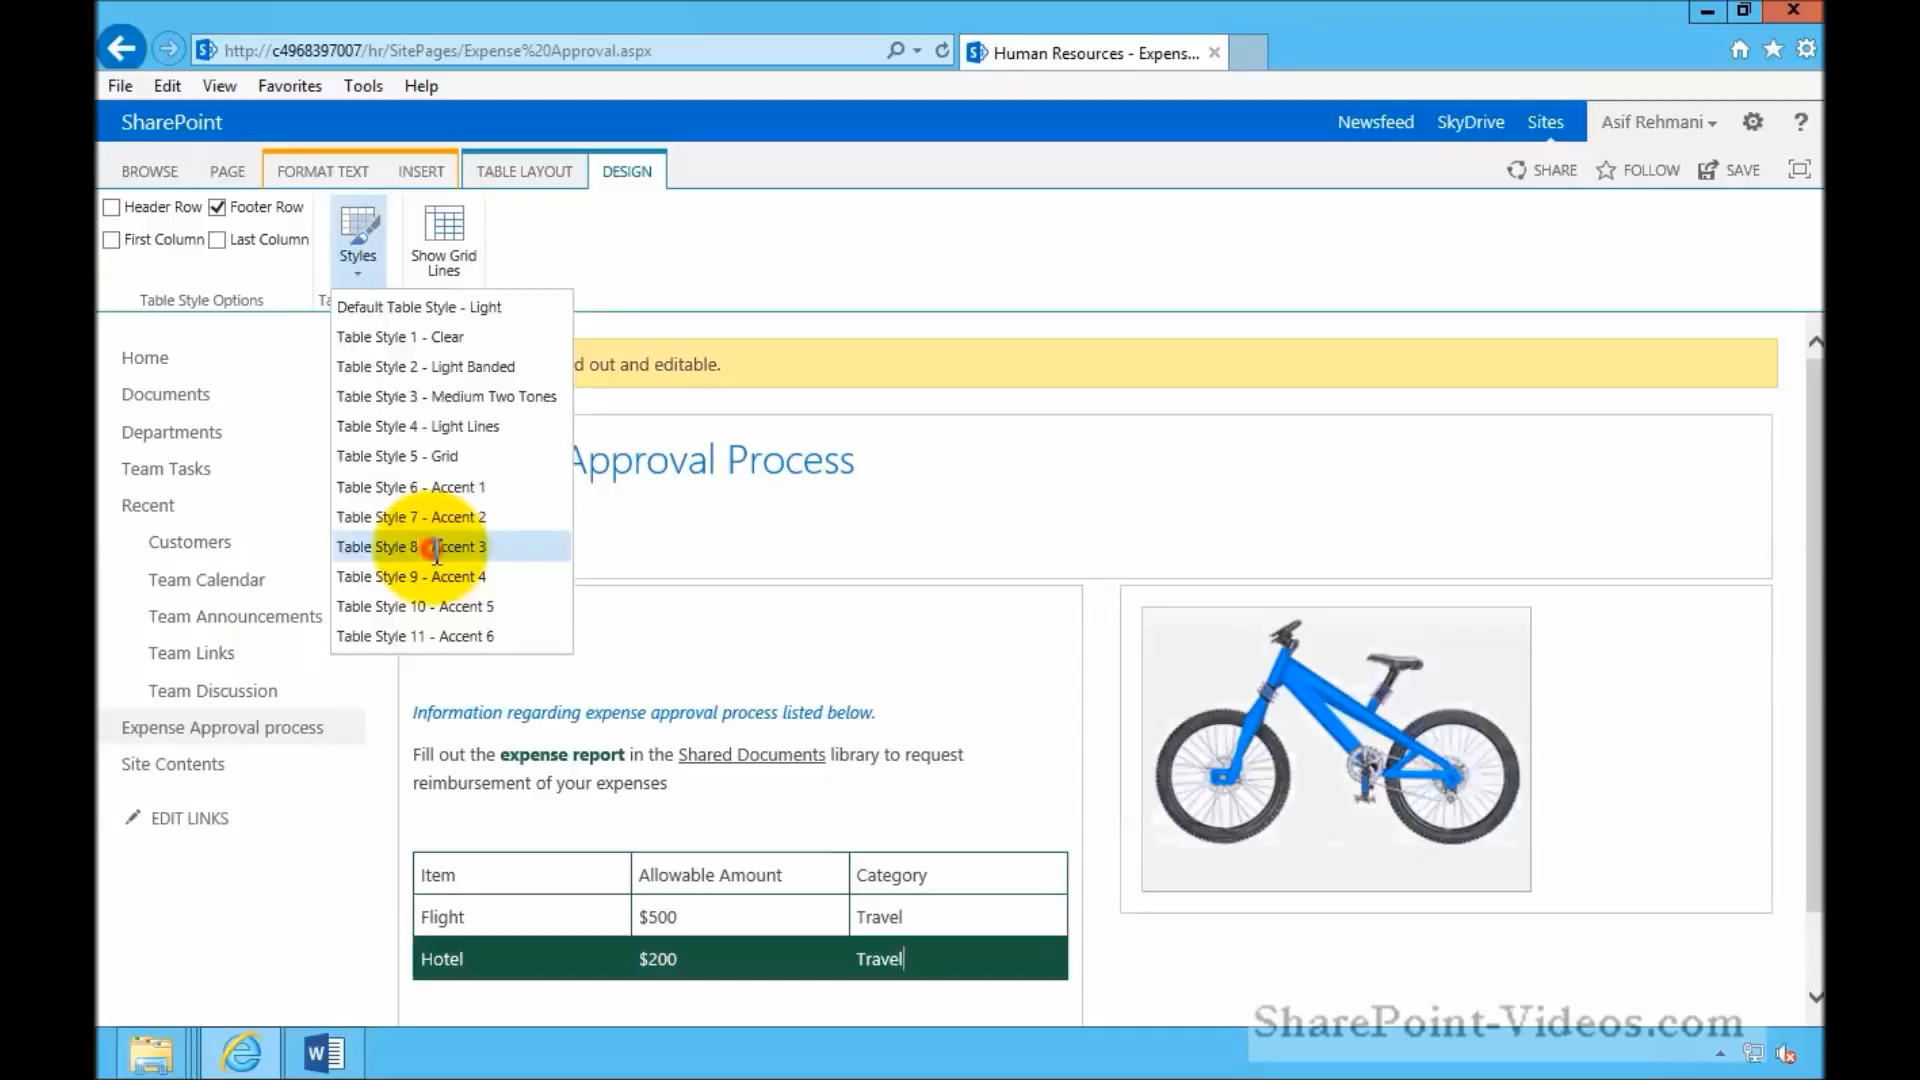 http://c4968397007/hr/SitePages/Expense%20Approval.aspx
Human Resources - Expens...
File Edit View Favorites Tools Help
SharePoint
Newsfeed SkyDrive Sites Asif Rehmani ?
BROWSE PAGE FORMAT TEXT INSERT TABLE LAYOUT DESIGN
SHARE FOLLOW SAVE
Header Row Footer Row
First Column Last Column
Table Style Options
Styles
Show Grid
Lines
Ta
Default Table Style - Light
Table Style 1 - Clear
Table Style 2 - Light Banded
Table Style 3 - Medium Two Tones
Table Style 4 - Light Lines
Table Style 5 - Grid
Table Style 6 - Accent 1
Table Style 7 - Accent 2
Table Style 8 - Accent 3
Table Style 9 - Accent 4
Table Style 10 - Accent 5
Table Style 11 - Accent 6
Home
Documents
Departments
Team Tasks
Recent
Customers
Team Calendar
Team Announcements
Team Links
Team Discussion
Expense Approval process
Site Contents
EDIT LINKS
d out and editable.
Approval Process
Information regarding expense approval process listed below.
Fill out the expense report in the Shared Documents library to request
reimbursement of your expenses
Item Allowable Amount Category
Flight $500 Travel
Hotel $200 Travel
SharePoint-Videos.com